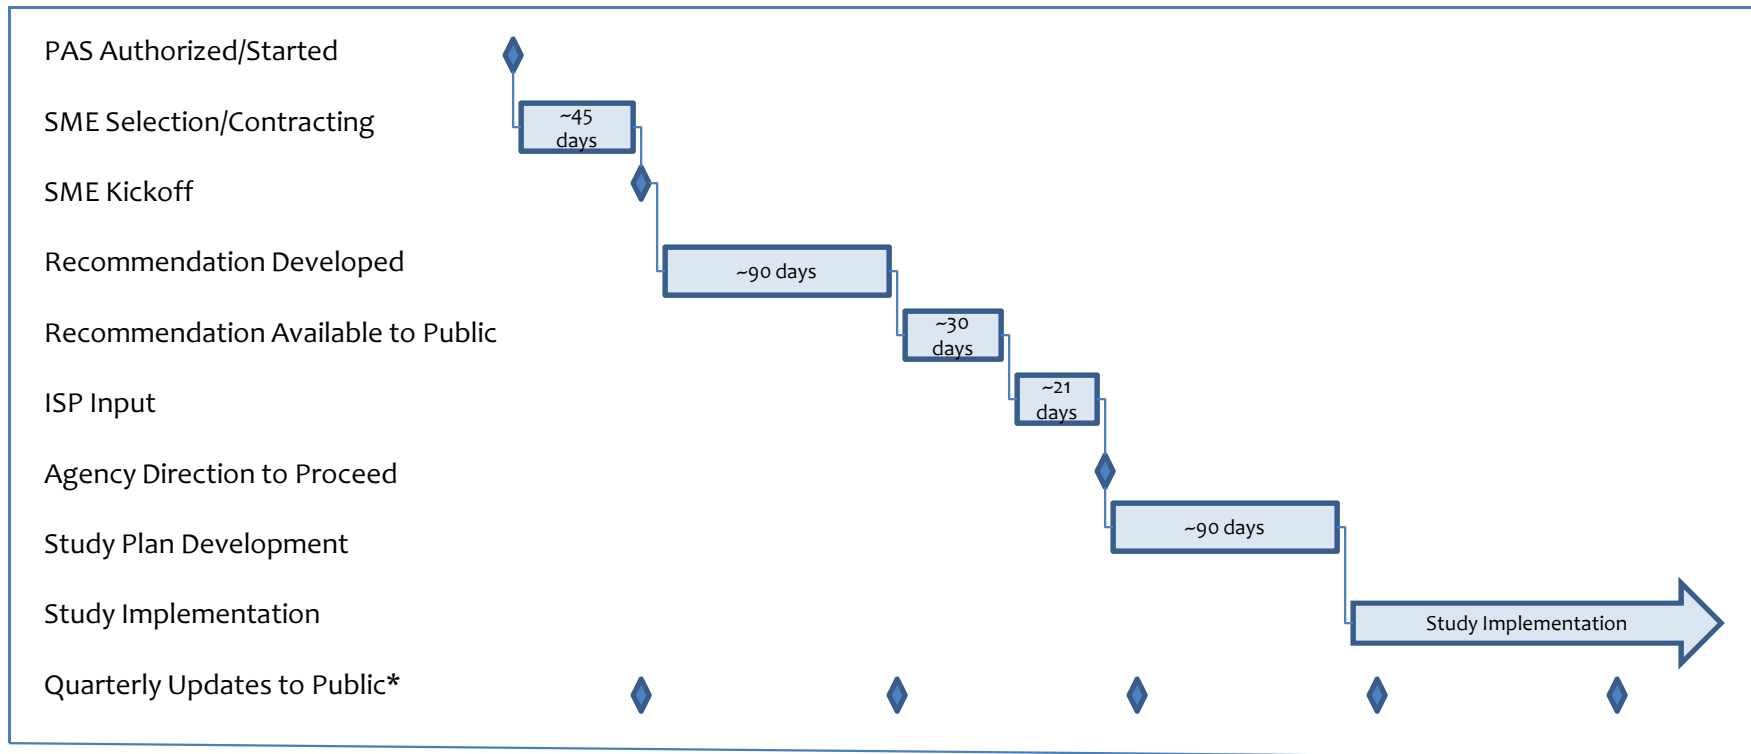 PAS Authorized/Started
SME Selection/Contracting
~45
days
SME Kickoff
Recommendation Developed
~90 days
Recommendation Available to Public
~30
days
ISP Input
~21
days
Agency Direction to Proceed
Study Plan Development
~90 days
Study Implementation
Study Implementation
Quarterly Updates to Public*